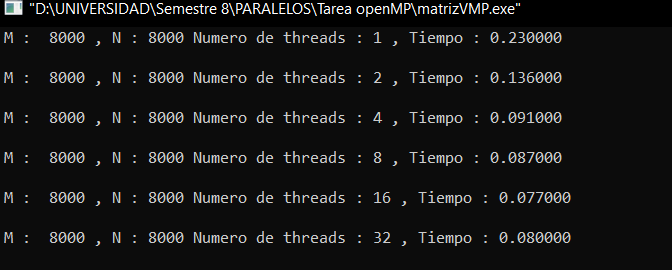 "D:\UNIVERSIDAD\Semestre 8\PARALELOS\Tarea openMP\matrizVMP.exe"
M :  8000 , N : 8000 Numero de threads : 1 , Tiempo : 0.230000
M :  8000 , N : 8000 Numero de threads : 2 , Tiempo : 0.136000
M :  8000 , N : 8000 Numero de threads : 4 , Tiempo : 0.091000
M :  8000 , N : 8000 Numero de threads : 8 , Tiempo : 0.087000
M :  8000 , N : 8000 Numero de threads : 16 , Tiempo : 0.077000
M :  8000 , N : 8000 Numero de threads : 32 , Tiempo : 0.080000